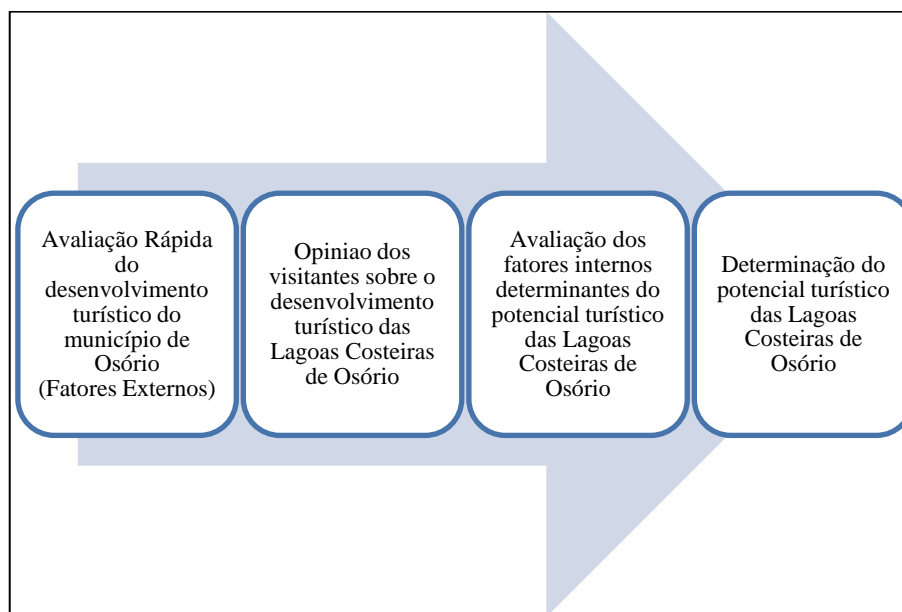 Avaliação Rápida
do
desenvolvimento
turístico do
município de
Osório
(Fatores Externos)
Opiniao dos
visitantes sobre o
desenvolvimento
turístico das
Lagoas Costeiras
de Osório
Avaliação dos
fatores internos
determinantes do
potencial turístico
das Lagoas
Costeiras de
Osório
Determinação do
potencial turístico
das Lagoas
Costeiras de
Osório